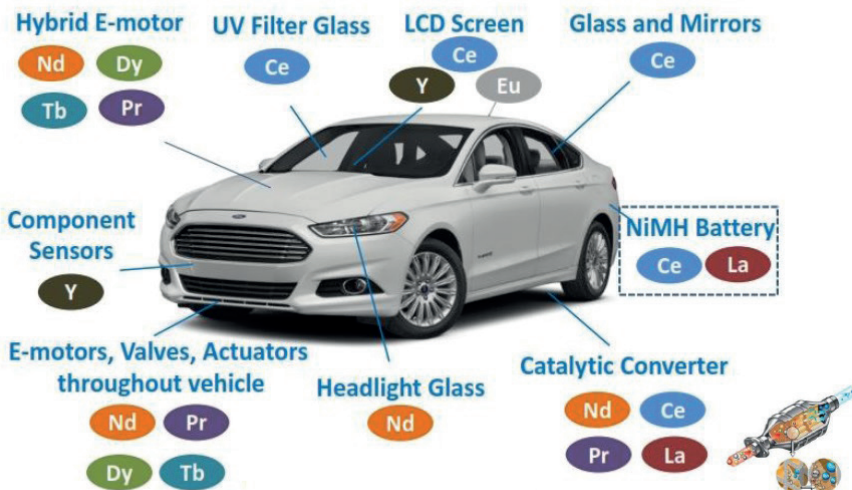 Hybrid E-motor
Nd Dy
Tb Pr
UV Filter Glass
Ce
LCD Screen
Ce
Y Eu
Glass and Mirrors
Ce
Component
Sensors
Y
NiMH Battery
Ce La
E-motors, Valves, Actuators
throughout vehicle
Nd Pr
Dy Tb
Headlight Glass
Nd
Catalytic Converter
Nd Ce
Pr La